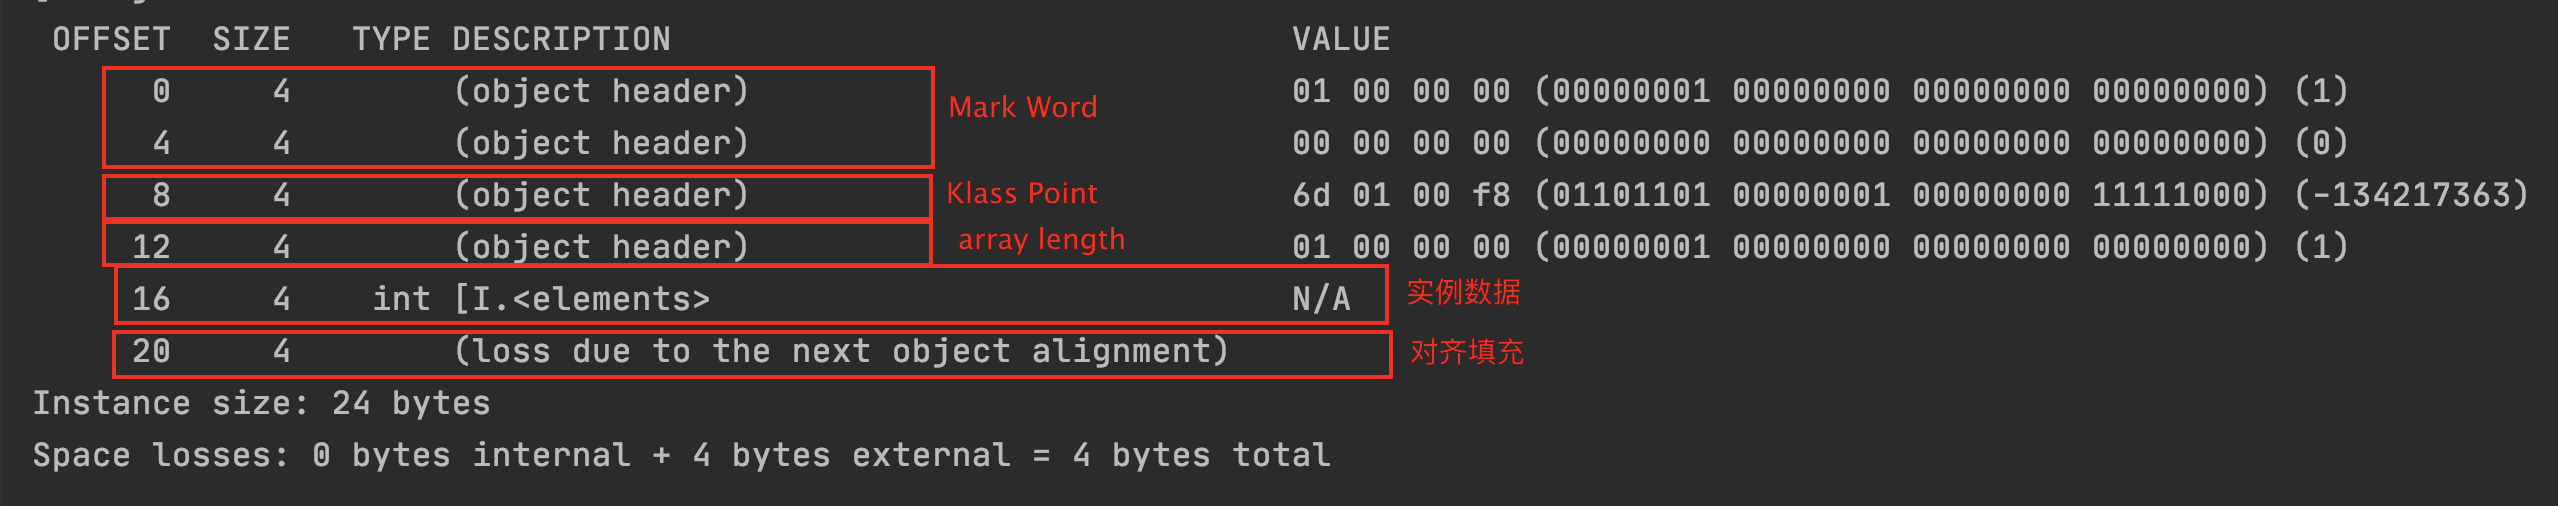 OFFSET  SIZE   TYPE DESCRIPTION                               VALUE
0     4        (object header)                           01 00 00 00 (00000001 00000000 00000000 00000000) (1)
Mark Word
4     4        (object header)                           00 00 00 00 (00000000 00000000 00000000 00000000) (0)
8     4        (object header) Klass Point               6d 01 00 f8 (01101101 00000001 00000000 11111000) (-134217363)
12     4        (object header) array length              01 00 00 00 (00000001 00000000 00000000 00000000) (1)
16     4    int [I.<elements>                             N/A 实例数据
20     4        (loss due to the next object alignment) 对齐填充
Instance size: 24 bytes
Space losses: 0 bytes internal + 4 bytes external = 4 bytes total